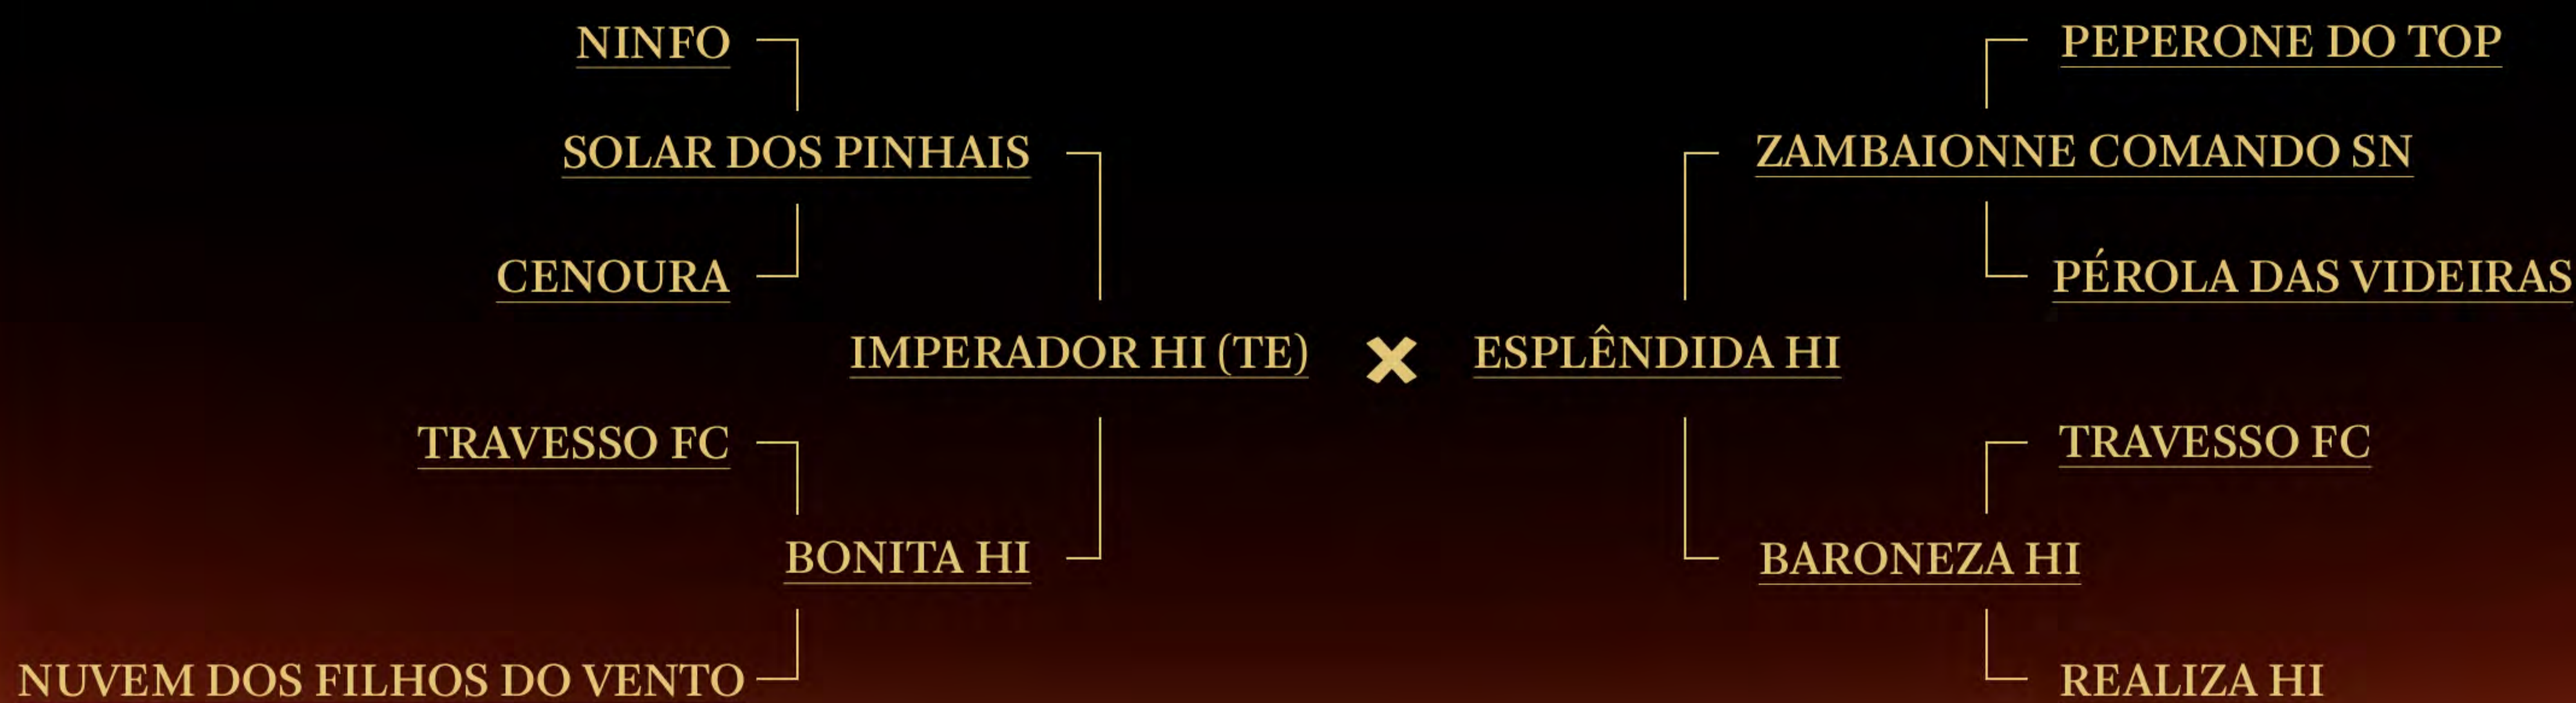 NINFO
PEPERONE DO TOP
SOLAR DOS PINHAIS
ZAMBAIONNE COMANDO SN
CENOURA
PÉROLA DAS VIDEIRAS
IMPERADOR HI (TE) × ESPLÊNDIDA HI
TRAVESSO FC
TRAVESSO FC
BONITA HI
BARONEZA HI
NUVEM DOS FILHOS DO VENTO
REALIZA HI